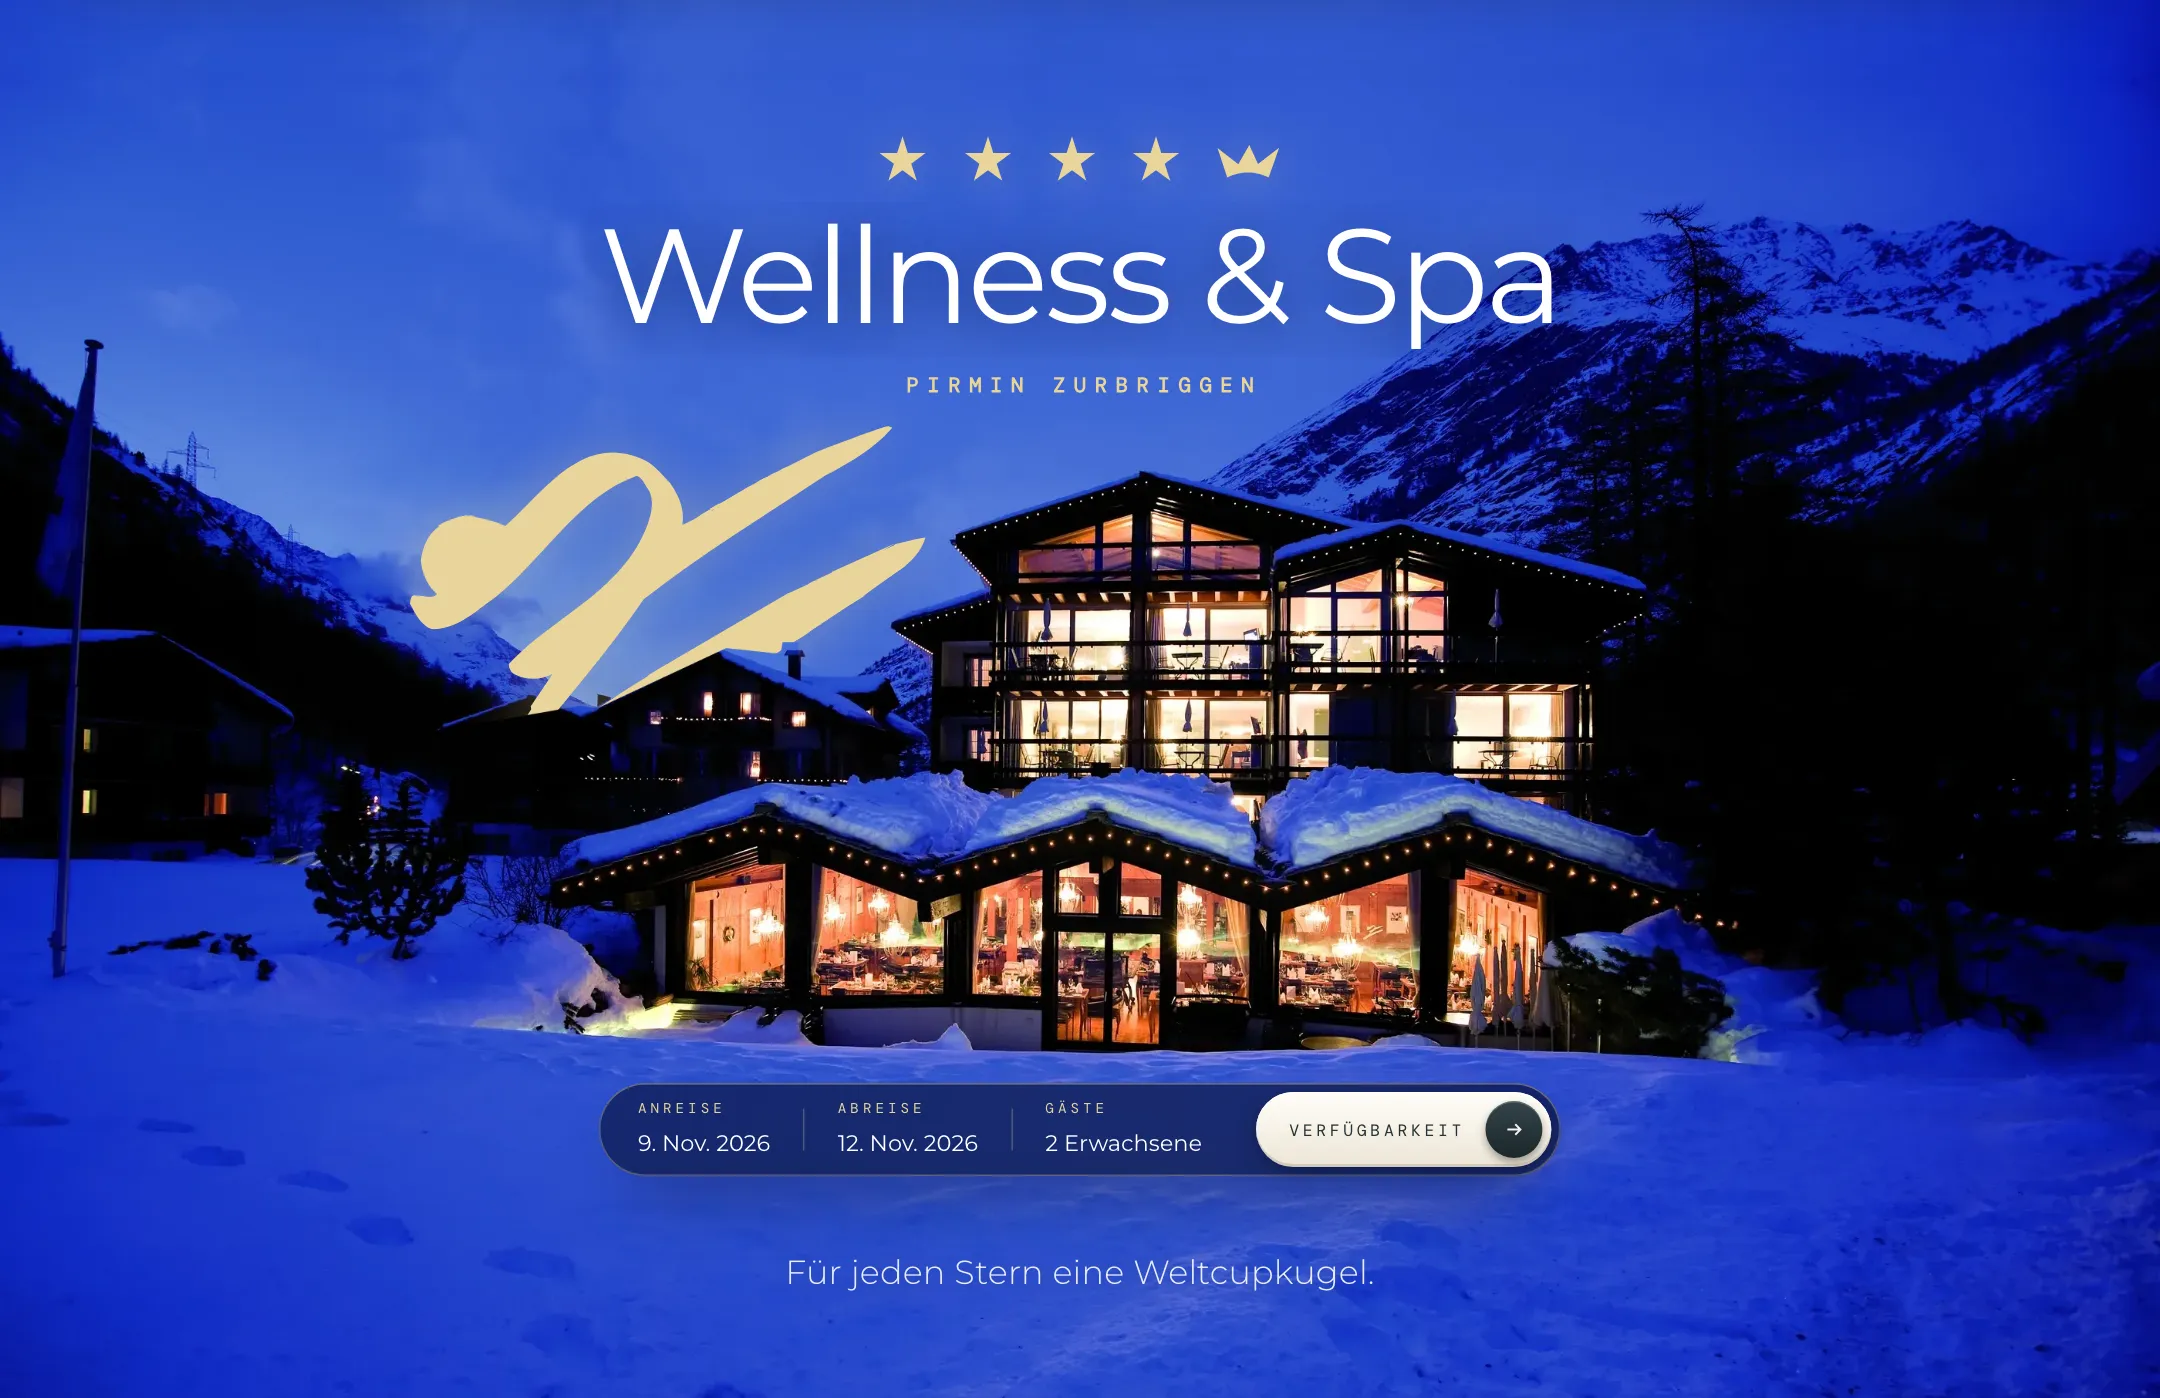 Wellness & Spa
PIRMIN ZURBRIGGEN
ANREISE
9. Nov. 2026
ABREISE
12. Nov. 2026
GÄSTE
2 Erwachsene
VERFÜGBARKEIT
Für jeden Stern eine Weltcupkugel.